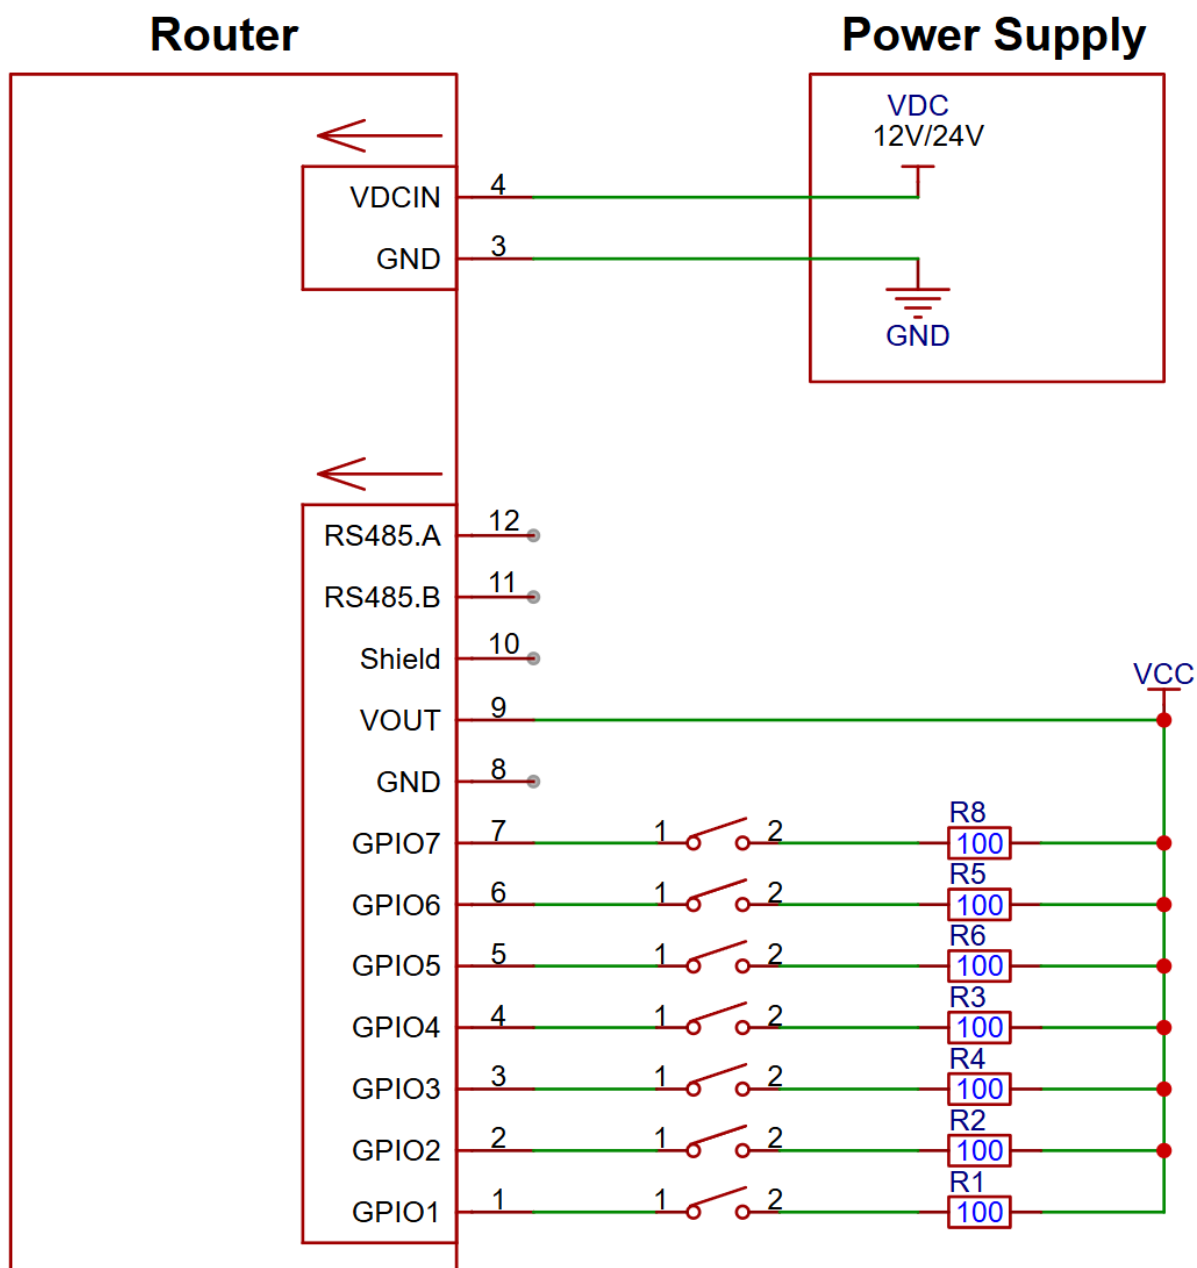 Router
Power Supply
VDC
12V/24V
VDCIN 4
GND 3
GND
RS485.A 12
RS485.B 11
Shield 10
VCC
VOUT 9
GND 8
R8
GPIO7 7 1 2 100
R5
GPIO6 6 1 2 100
R6
GPIO5 5 1 2 100
R3
GPIO4 4 1 2 100
R4
GPIO3 3 1 2 100
R2
GPIO2 2 1 2 100
R1
GPIO1 1 1 2 100